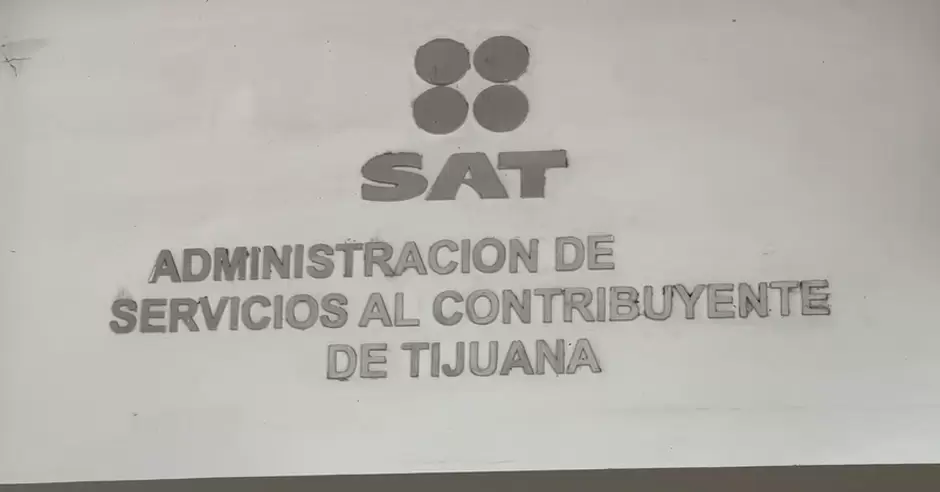 SAT
ADMINISTRACION DE
SERVICIOS AL CONTRIBUYENTE
DE TIJUANA